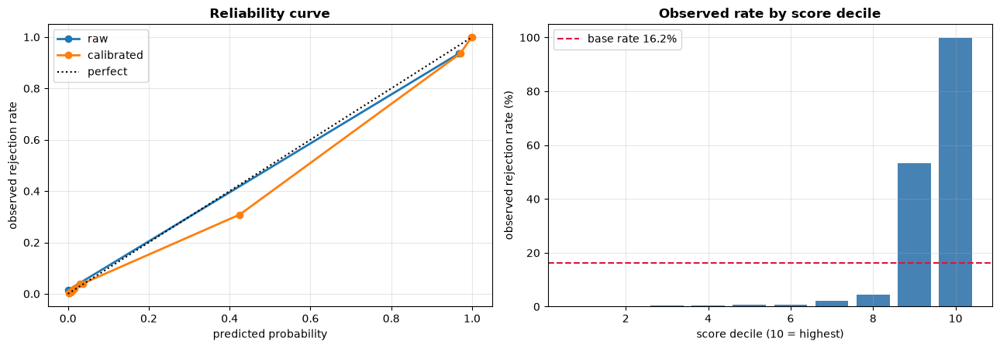 Reliability curve
raw
calibrated
perfect
observed rejection rate
1.0
0.8
0.6
0.4
0.2
0.0
0.0 0.2 0.4 0.6 0.8 1.0
predicted probability
Observed rate by score decile
base rate 16.2%
observed rejection rate (%)
100
80
60
40
20
0
2 4 6 8 10
score decile (10 = highest)